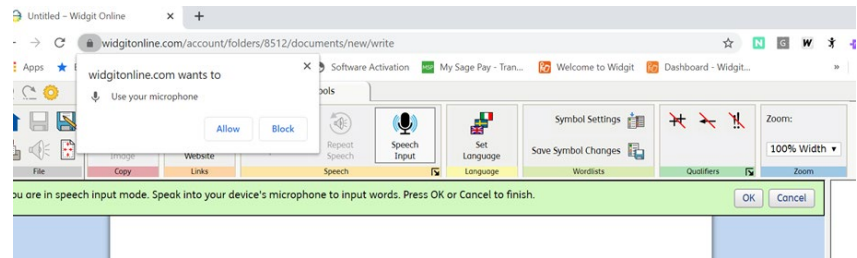 Untitled – Widgit Online
widgitonline.com/account/folders/8512/documents/new/write
Apps
Software Activation
MSP
My Sage Pay - Tran...
Welcome to Widgit
Dashboard - Widgit...
»
widgitonline.com wants to
Use your microphone
Allow
Block
ools
Repeat Speech
Speech Input
Set Language
Symbol Settings
Save Symbol Changes
Zoom:
100% Width
Image
Website
File
Copy
Links
Speech
Language
Wordlists
Qualifiers
Zoom
ou are in speech input mode. Speak into your device's microphone to input words. Press OK or Cancel to finish.
OK
Cancel